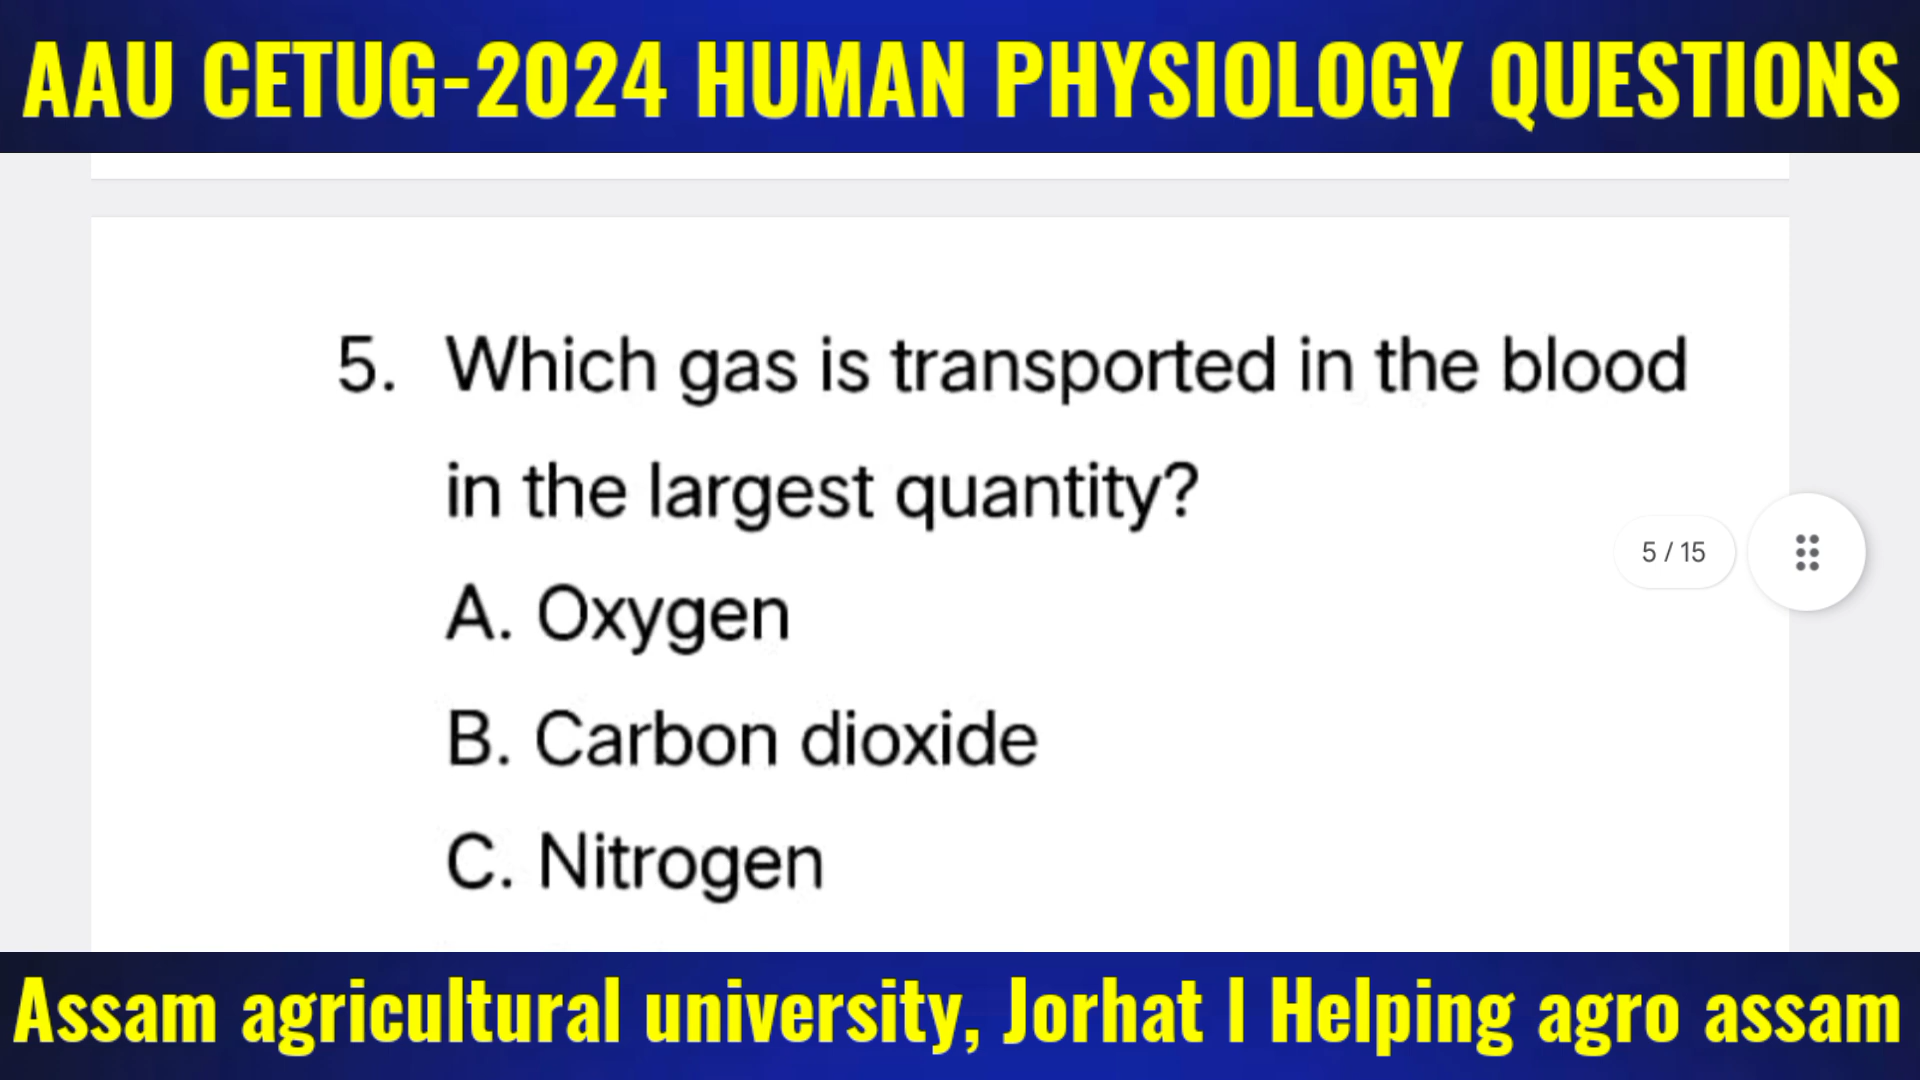 AAU CETUG-2024 HUMAN PHYSIOLOGY QUESTIONS
5. Which gas is transported in the blood
in the largest quantity?
A. Oxygen
B. Carbon dioxide
C. Nitrogen
5 / 15
Assam agricultural university, Jorhat I Helping agro assam